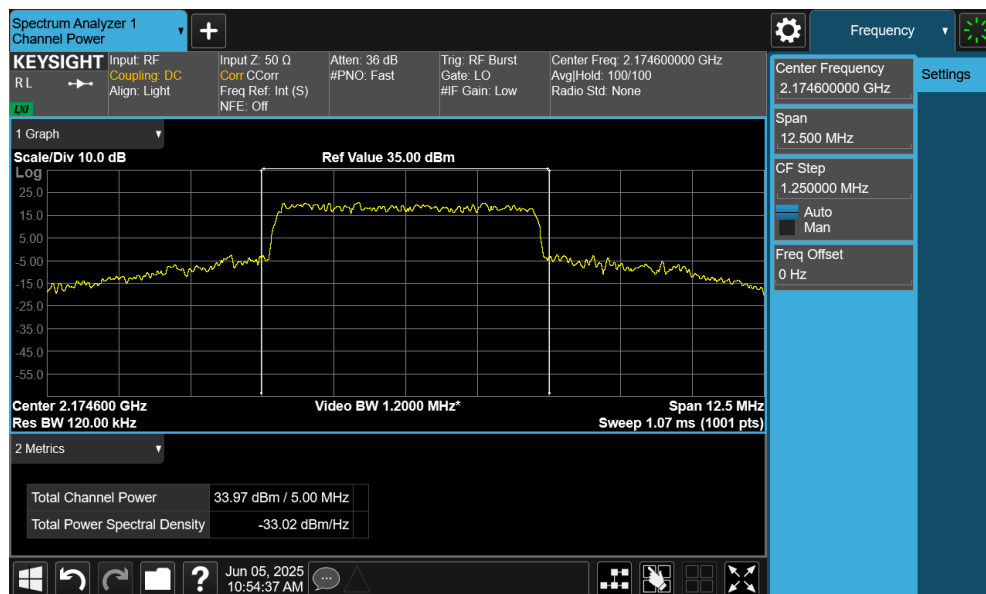 Spectrum Analyzer 1
Channel Power
Frequency
KEYSIGHT
R L
LXI
Input: RF
Coupling: DC
Align: Light
Input Z: 50 Ω
Corr CCorr
Freq Ref: Int (S)
NFE: Off
Atten: 36 dB
#PNO: Fast
Trig: RF Burst
Gate: LO
#IF Gain: Low
Center Freq: 2.174600000 GHz
Avg|Hold: 100/100
Radio Std: None
Center Frequency
2.174600000 GHz
Settings
Span
12.500 MHz
CF Step
1.250000 MHz
Auto
Man
Freq Offset
0 Hz
1 Graph
Scale/Div 10.0 dB
Ref Value 35.00 dBm
Log
25.0
15.0
5.00
-5.00
-15.0
-25.0
-35.0
-45.0
-55.0
Center 2.174600 GHz
Video BW 1.2000 MHz*
Span 12.5 MHz
Res BW 120.00 kHz
Sweep 1.07 ms (1001 pts)
2 Metrics
Total Channel Power 33.97 dBm / 5.00 MHz
Total Power Spectral Density -33.02 dBm/Hz
?
Jun 05, 2025
10:54:37 AM